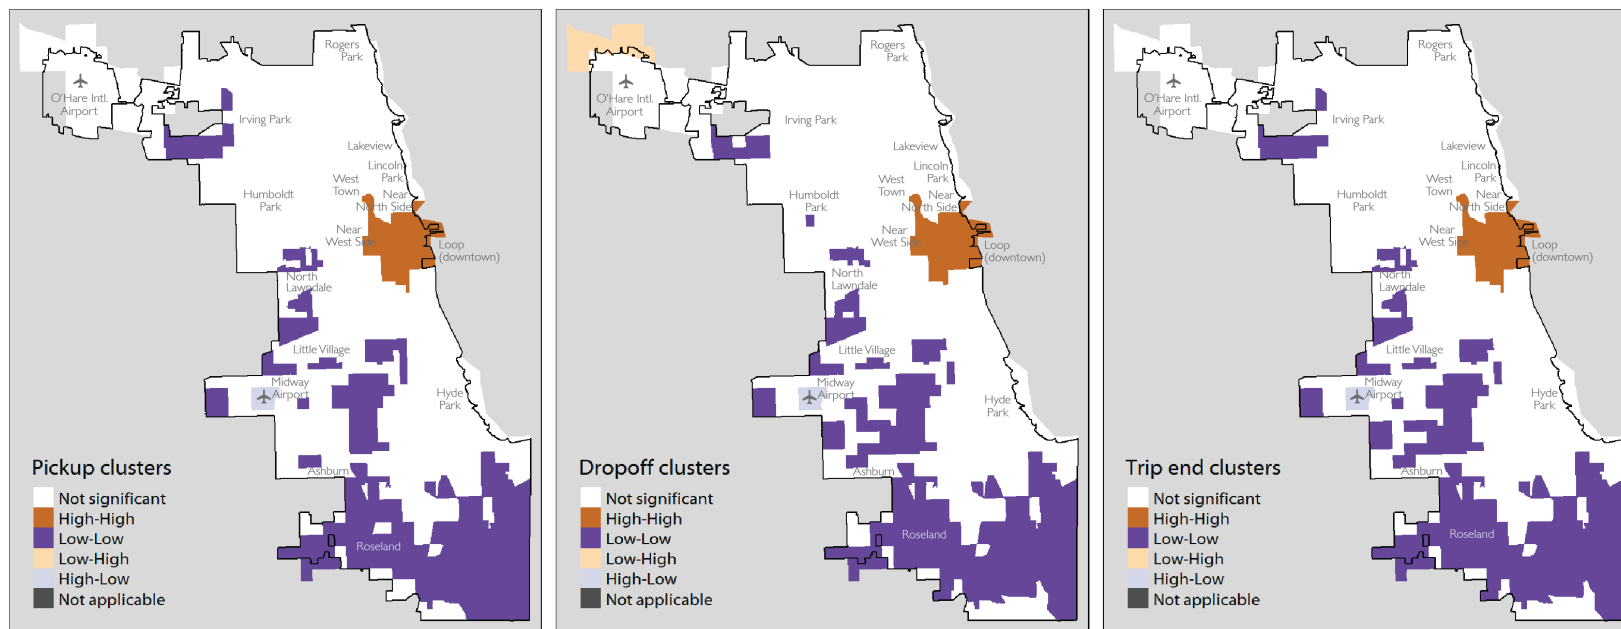 Rogers
Park
O'Hare Intl.
Airport
Irving Park
Lakeview
Lincoln
Park
West
Town
Near
North Side
Humboldt
Park
Near
West Side
Loop
(downtown)
North
Lawndale
Little Village
Midway
Airport
Hyde
Park
Ashburn
Roseland
Pickup clusters
Not significant
High-High
Low-Low
Low-High
High-Low
Not applicable
Rogers
Park
O'Hare Intl.
Airport
Irving Park
Lakeview
Lincoln
Park
West
Town
Near
North Side
Humboldt
Park
Near
West Side
Loop
(downtown)
North
Lawndale
Little Village
Midway
Airport
Hyde
Park
Ashburn
Roseland
Dropoff clusters
Not significant
High-High
Low-Low
Low-High
High-Low
Not applicable
Rogers
Park
O'Hare Intl.
Airport
Irving Park
Lakeview
Lincoln
Park
West
Town
Near
North Side
Humboldt
Park
Near
West Side
Loop
(downtown)
North
Lawndale
Little Village
Midway
Airport
Hyde
Park
Ashburn
Roseland
Trip end clusters
Not significant
High-High
Low-Low
Low-High
High-Low
Not applicable